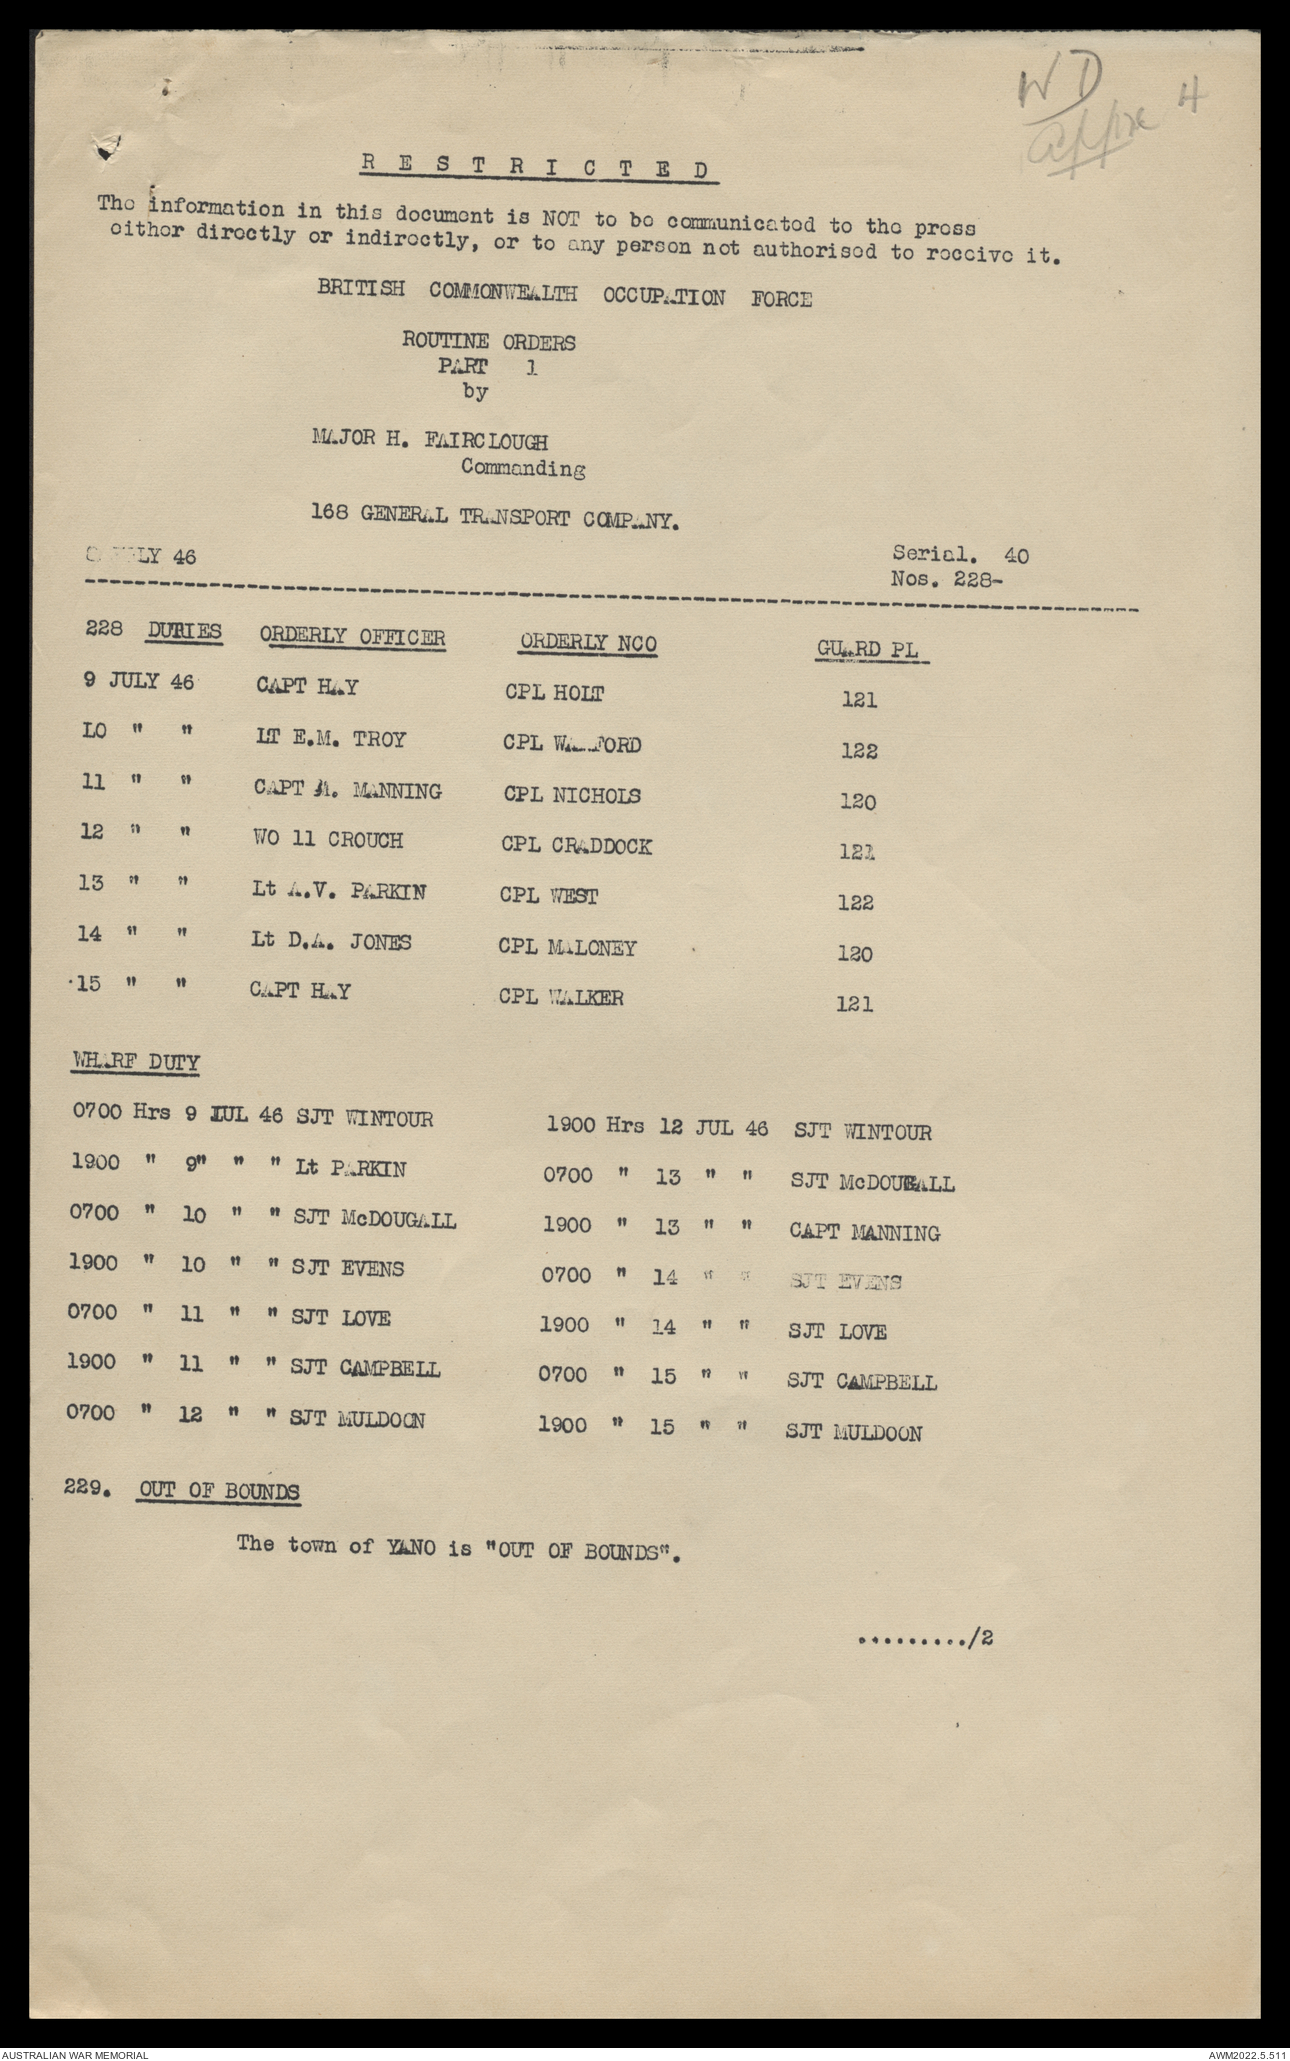 WD
Appx 4
R E S T R I C T E D
The information in this document is NOT to be communicated to the press
either directly or indirectly, or to any person not authorised to receive it.
BRITISH COMMONWEALTH OCCUPATION FORCE
ROUTINE ORDERS
PART 1
by
MAJOR H. FAIRCLOUGH
Commanding
168 GENERAL TRANSPORT COMPANY.
JULY 46 Serial. 40
Nos. 228-
228 DUTIES ORDERLY OFFICER ORDERLY NCO GUARD PL
9 JULY 46 CAPT HAY CPL HOLT 121
10 " " LT E.M. TROY CPL 122
11 " " CAPT A. MANNING CPL NICHOLS 120
12 " " WO 11 CROUCH CPL CRADDOCK 121
13 " " Lt A.V. PARKIN CPL WEST 122
14 " " Lt D.A. JONES CPL MALONEY 120
15 " " CAPT HAY CPL WALKER 121
WHARF DUTY
0700 Hrs 9 JUL 46 SJT WINTOUR 1900 Hrs 12 JUL 46 SJT WINTOUR
1900 " 9" " " Lt PARKIN 0700 " 13 " " SJT McDOUGALL
0700 " 10 " " SJT McDOUGALL 1900 " 13 " " CAPT MANNING
1900 " 10 " " SJT EVENS 0700 " 14 " " SJT EVENS
0700 " 11 " " SJT LOVE 1900 " 14 " " SJT LOVE
1900 " 11 " " SJT CAMPBELL 0700 " 15 " " SJT CAMPBELL
0700 " 12 " " SJT MULDOON 1900 " 15 " " SJT MULDOON
229. OUT OF BOUNDS
The town of YANO is "OUT OF BOUNDS".
........./2
AUSTRALIAN WAR MEMORIAL AWM2022.5.511